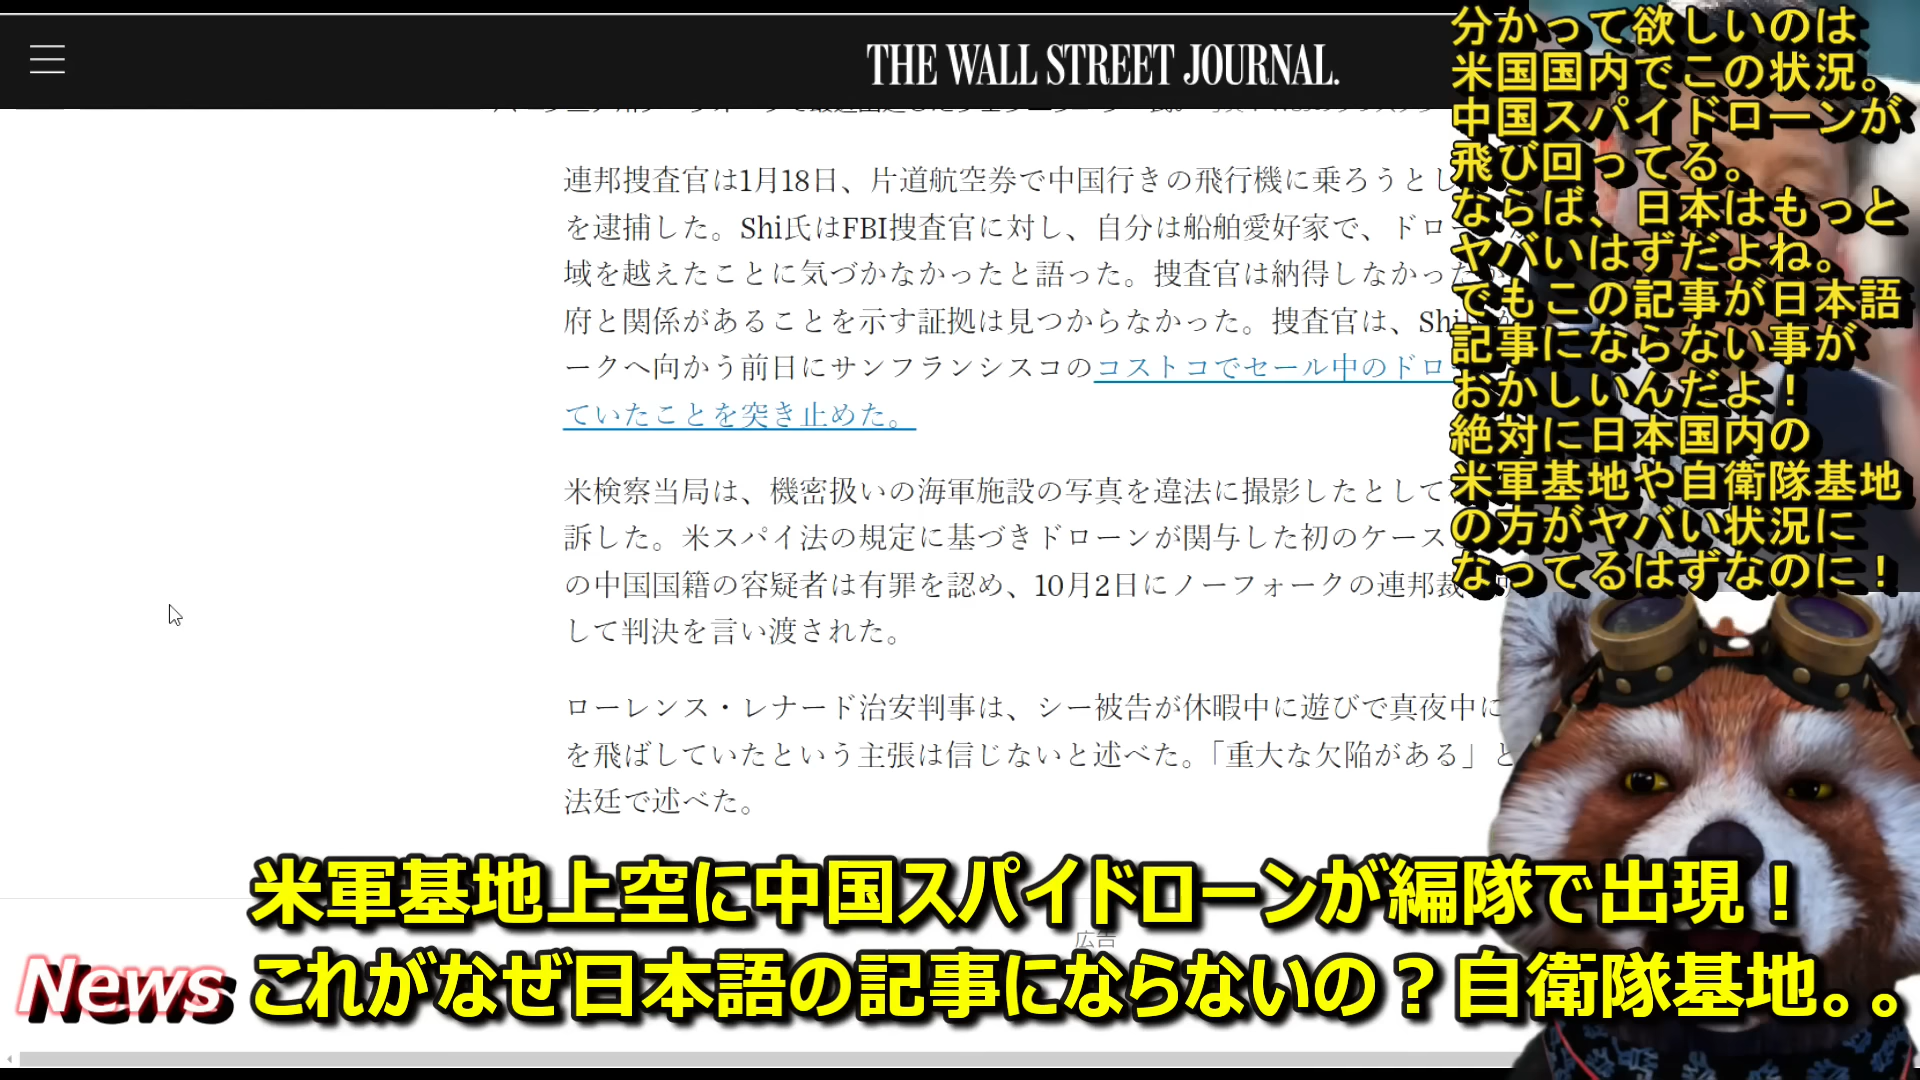 THE WALL STREET JOURNAL.
連邦捜査官は1月18日、片道航空券で中国行きの飛行機に乗ろうとし
を逮捕した。Shi氏はFBI捜査官に対し、自分は船舶愛好家で、ドロー
域を越えたことに気づかなかったと語った。捜査官は納得しなかったが
府と関係があることを示す証拠は見つからなかった。捜査官は、Shi
ークへ向かう前日にサンフランシスコのコストコでセール中のドロ
ていたことを突き止めた。
米検察当局は、機密扱いの海軍施設の写真を違法に撮影したとして
訴した。米スパイ法の規定に基づきドローンが関与した初のケース
の中国国籍の容疑者は有罪を認め、10月2日にノーフォークの連邦裁
して判決を言い渡された。
ローレンス・レナード治安判事は、シー被告が休暇中に遊びで真夜中に
を飛ばしていたという主張は信じないと述べた。「重大な欠陥がある」と
法廷で述べた。
広告
分かって欲しいのは
米国国内でこの状況。
中国スパイドローンが
飛び回ってる。
ならば、日本はもっと
ヤバいはずだよね。
でもこの記事が日本語
記事にならない事が
おかしいんだよ！
絶対に日本国内の
米軍基地や自衛隊基地
の方がヤバい状況に
なってるはずなのに！
米軍基地上空に中国スパイドローンが編隊で出現！
News
これがなぜ日本語の記事にならないの？自衛隊基地。。